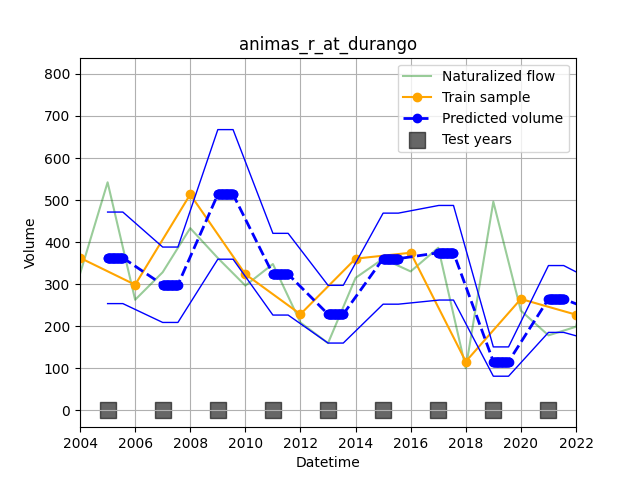 animas_r_at_durango
Naturalized flow
Train sample
Predicted volume
Test years
Volume
800
700
600
500
400
300
200
100
0
2004 2006 2008 2010 2012 2014 2016 2018 2020 2022
Datetime